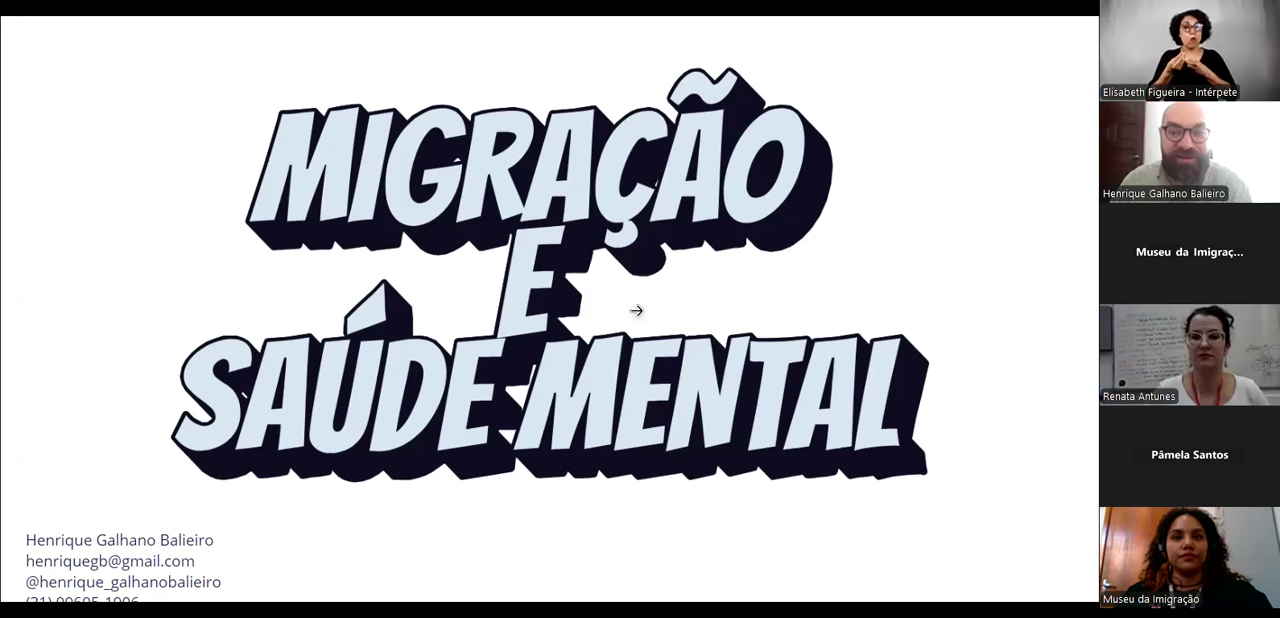 MIGRAÇÃO
E
SAÚDE MENTAL
Henrique Galhano Balieiro
henriquegb@gmail.com
@henrique_galhanobalieiro
Elisabeth Figueira - Intérpete
Henrique Galhano Balieiro
Museu da Imigraç...
Renata Antunes
Pâmela Santos
Museu da Imigração